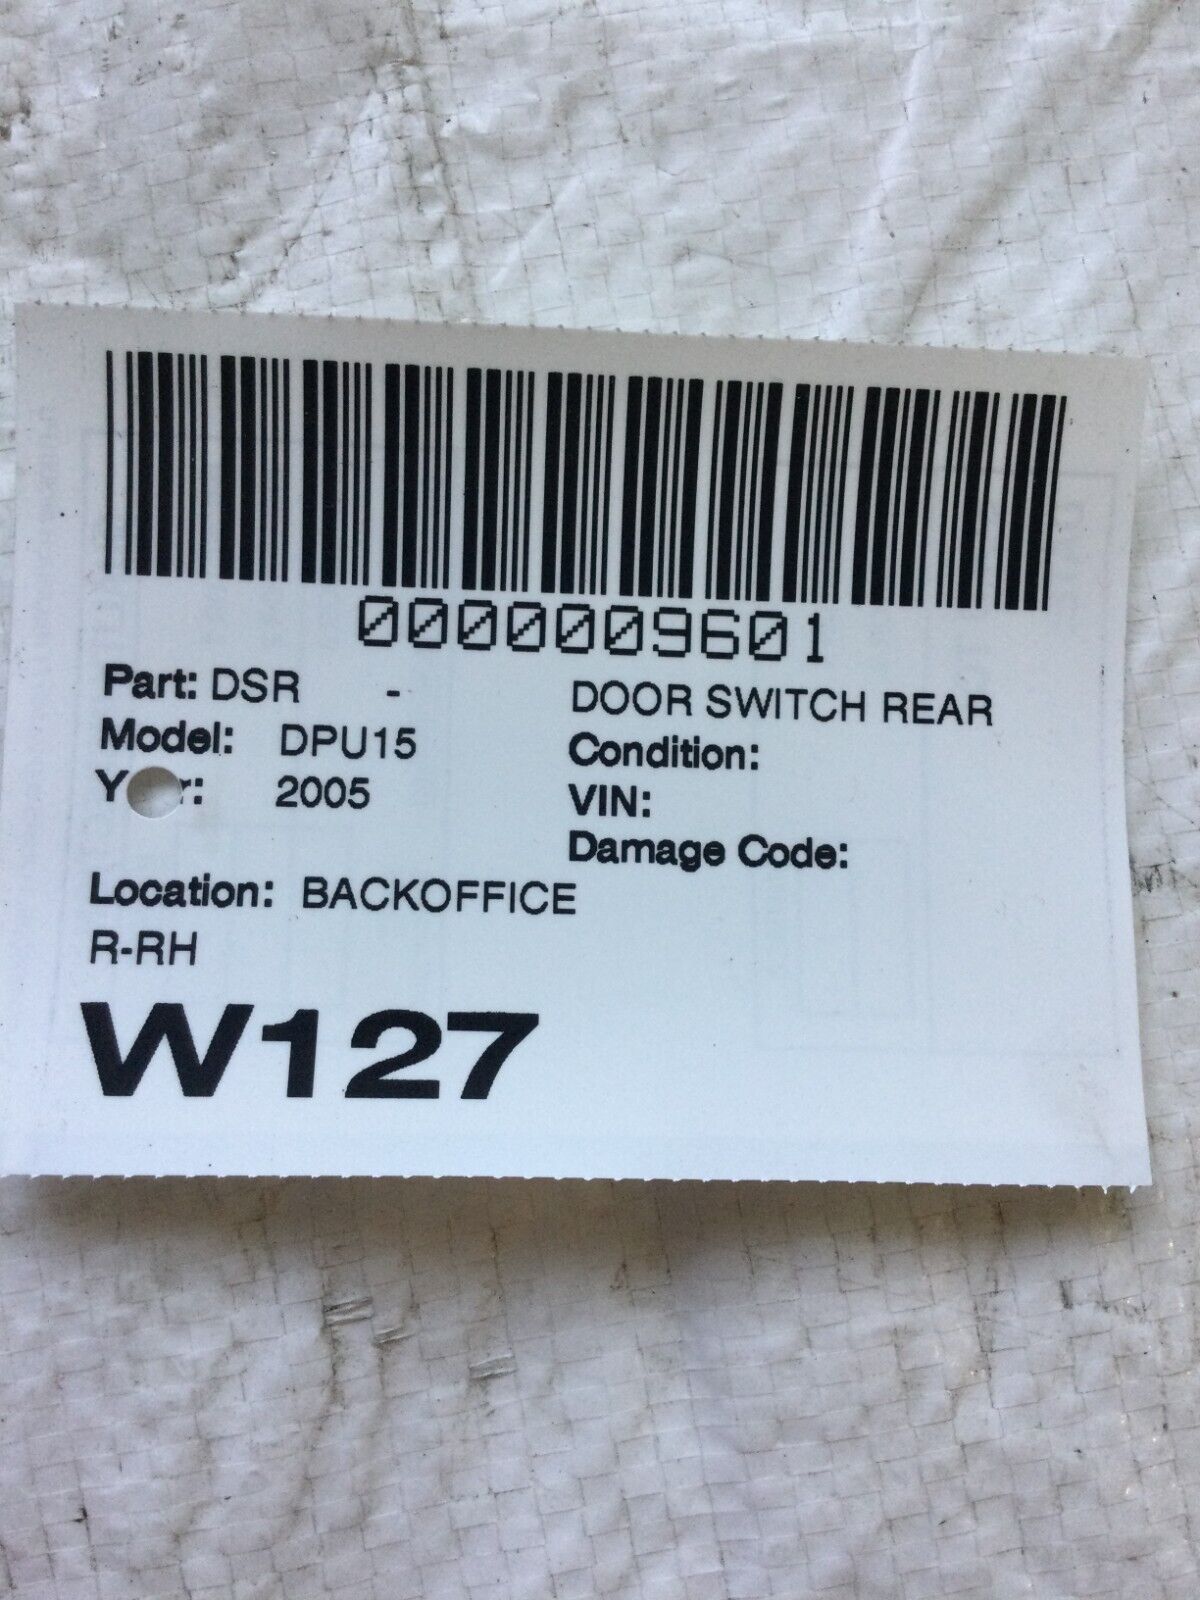 0000009601
Part: DSR - DOOR SWITCH REAR
Model: DPU15 Condition:
2005 VIN:
Damage Code:
Location: BACKOFFICE
R-RH
W127